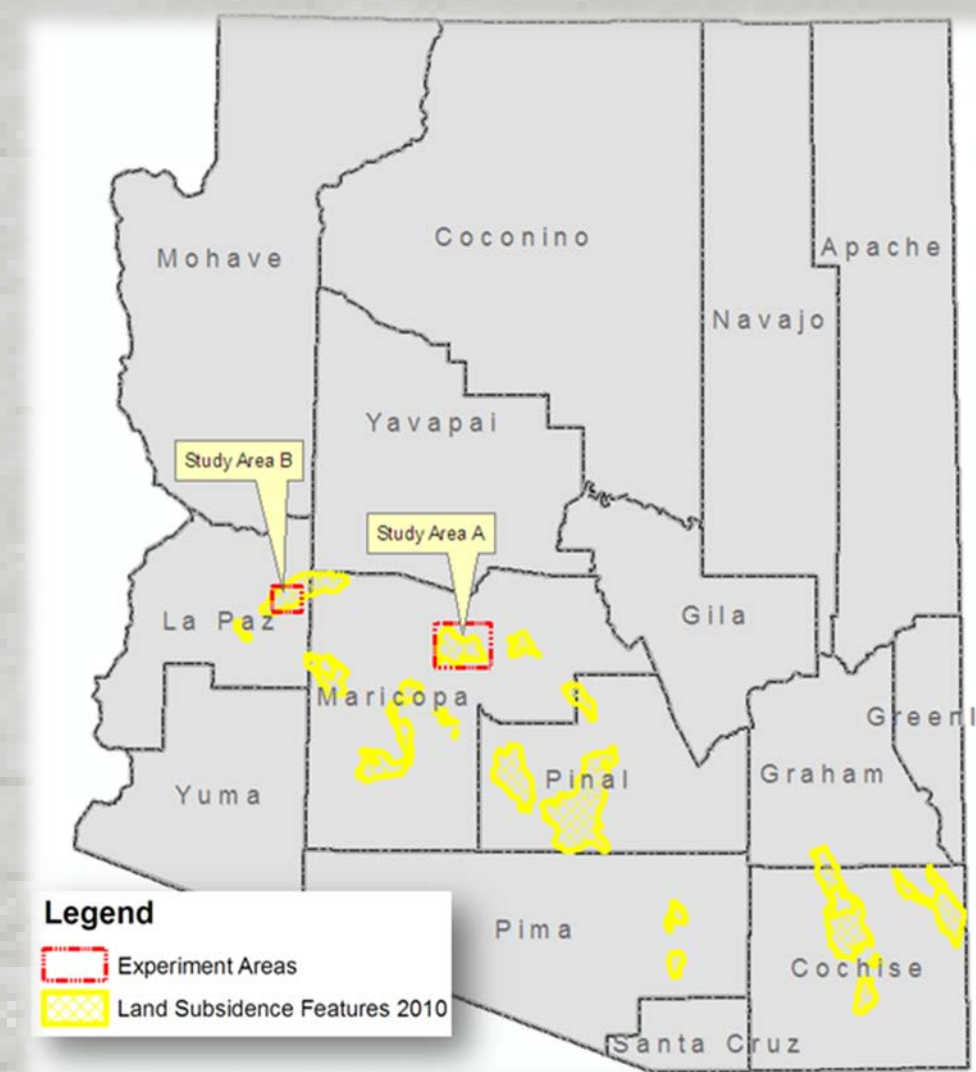 Coconino
Apache
Mohave
Navajo
Yavapai
Study Area B
Study Area A
Gila
La Paz
Maricopa
Greenl
Graham
Pinal
Yuma
Legend
Pima
Experiment Areas
Cochise
Land Subsidence Features 2010
Santa Cruz